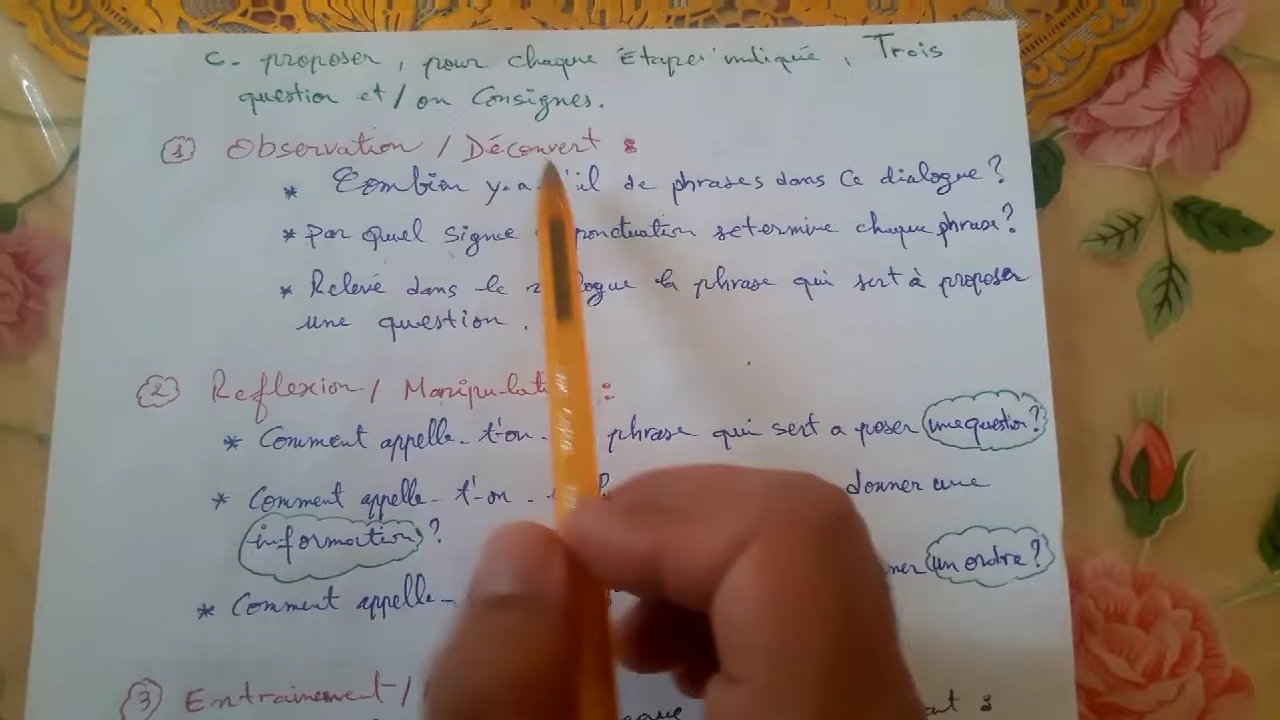 C. proposer, pour chaque Étapes indiqué, Trois
question et/ou Consignes.
① Observation / Découvert :
* Combien y-a t'il de phrases dans ce dialogue ?
* Par quel signe ponctuation se termine chaque phrase ?
* Relevé dans le la phrase qui sert à proposer
une question.
② Reflexion / Manipulati :
* Comment appelle-t'on- phrase qui sert a poser une question ?
* Comment appelle-t'on- donner une
information ?
* Comment appelle- un ordre ?
③ Entrainement /